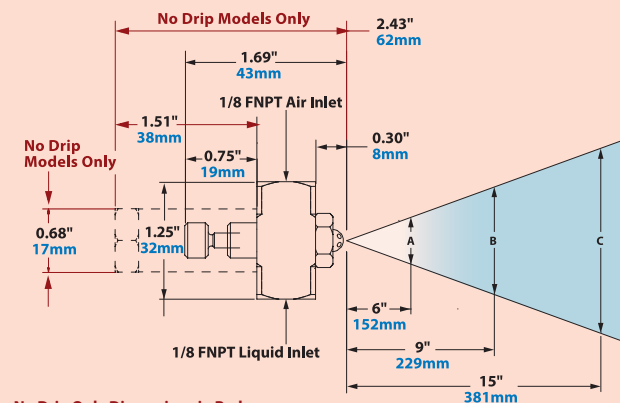 No Drip Models Only
2.43"
62mm
1.69"
43mm
1/8 FNPT Air Inlet
1.51"
38mm
0.30"
8mm
No Drip
Models Only
0.75"
19mm
0.68"
17mm
1.25"
32mm
A
B
C
6"
152mm
1/8 FNPT Liquid Inlet
9"
229mm
15"
381mm